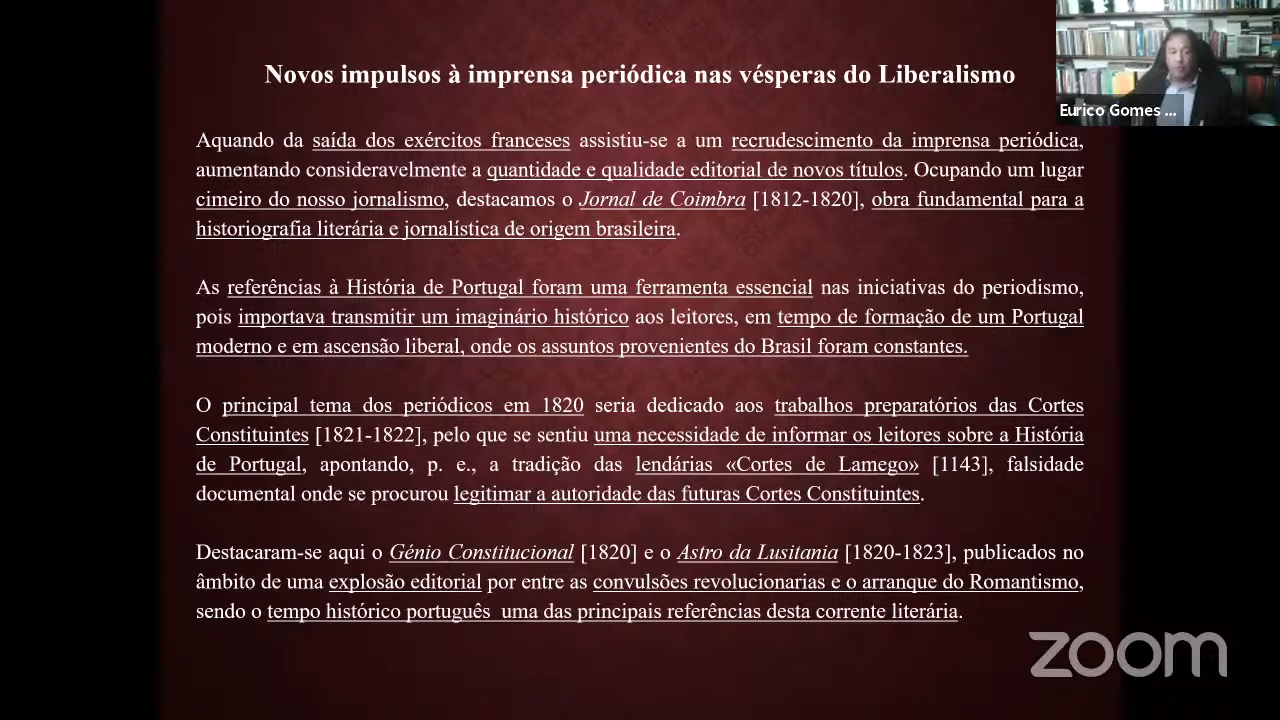 Novos impulsos à imprensa periódica nas vésperas do Liberalismo
Eurico Gomes ...
Aquando da saída dos exércitos franceses assistiu-se a um recrudescimento da imprensa periódica,
aumentando consideravelmente a quantidade e qualidade editorial de novos títulos. Ocupando um lugar
cimeiro do nosso jornalismo, destacamos o Jornal de Coimbra [1812-1820], obra fundamental para a
historiografia literária e jornalística de origem brasileira.
As referências à História de Portugal foram uma ferramenta essencial nas iniciativas do periodismo,
pois importava transmitir um imaginário histórico aos leitores, em tempo de formação de um Portugal
moderno e em ascensão liberal, onde os assuntos provenientes do Brasil foram constantes.
O principal tema dos periódicos em 1820 seria dedicado aos trabalhos preparatórios das Cortes
Constituintes [1821-1822], pelo que se sentiu uma necessidade de informar os leitores sobre a História
de Portugal, apontando, p. e., a tradição das lendárias «Cortes de Lamego» [1143], falsidade
documental onde se procurou legitimar a autoridade das futuras Cortes Constituintes.
Destacaram-se aqui o Génio Constitucional [1820] e o Astro da Lusitania [1820-1823], publicados no
âmbito de uma explosão editorial por entre as convulsões revolucionarias e o arranque do Romantismo,
sendo o tempo histórico português uma das principais referências desta corrente literária.
zoom